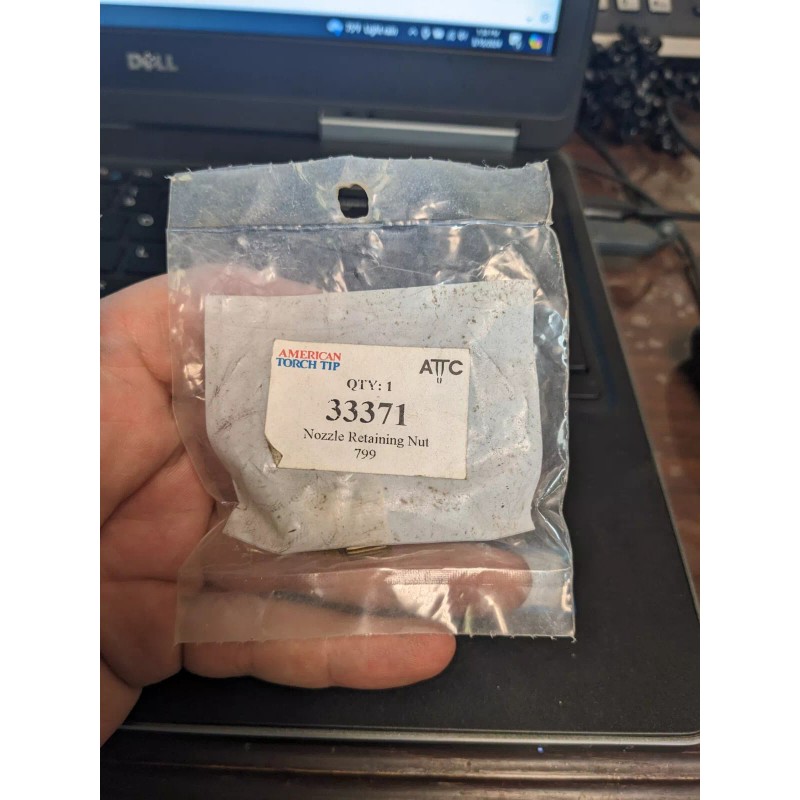 DELL
AMERICAN
TORCH TIP
ATTC
QTY: 1
33371
Nozzle Retaining Nut
799